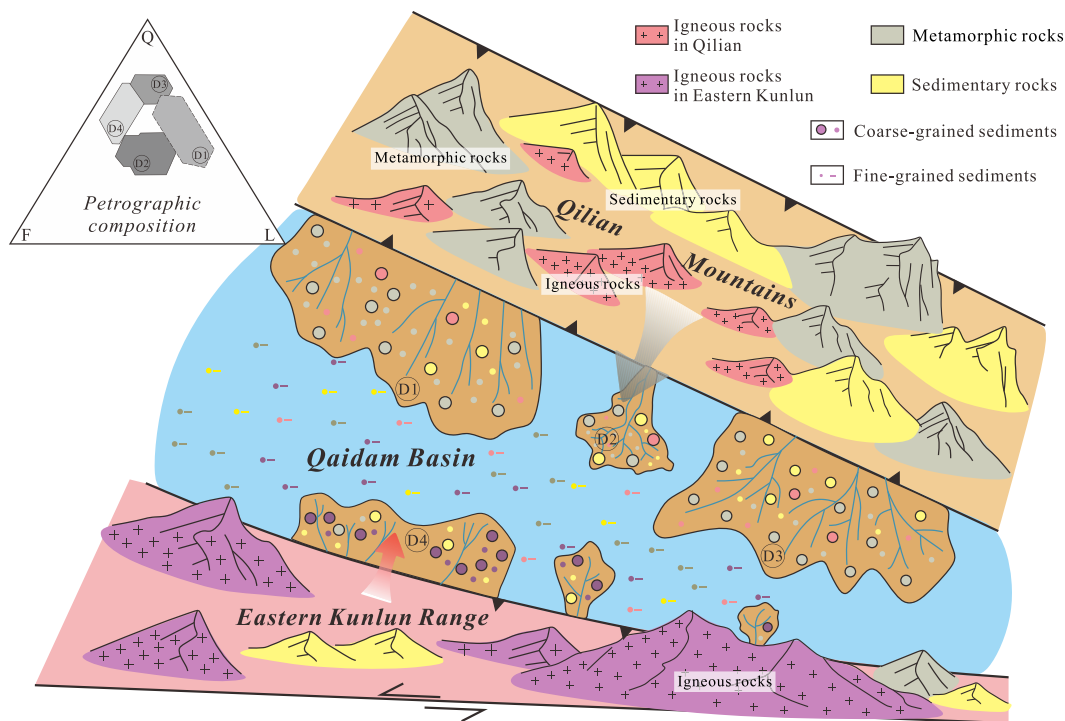 Q
D3
D4
D2
D1
Petrographic
composition
F
L
Igneous rocks
in Qilian
Metamorphic rocks
Igneous rocks
in Eastern Kunlun
Sedimentary rocks
Coarse-grained sediments
Fine-grained sediments
Metamorphic rocks
Sedimentary rocks
Qilian
Mountains
Igneous rocks
D1
D2
Qaidam Basin
D4
D3
Eastern Kunlun Range
Igneous rocks